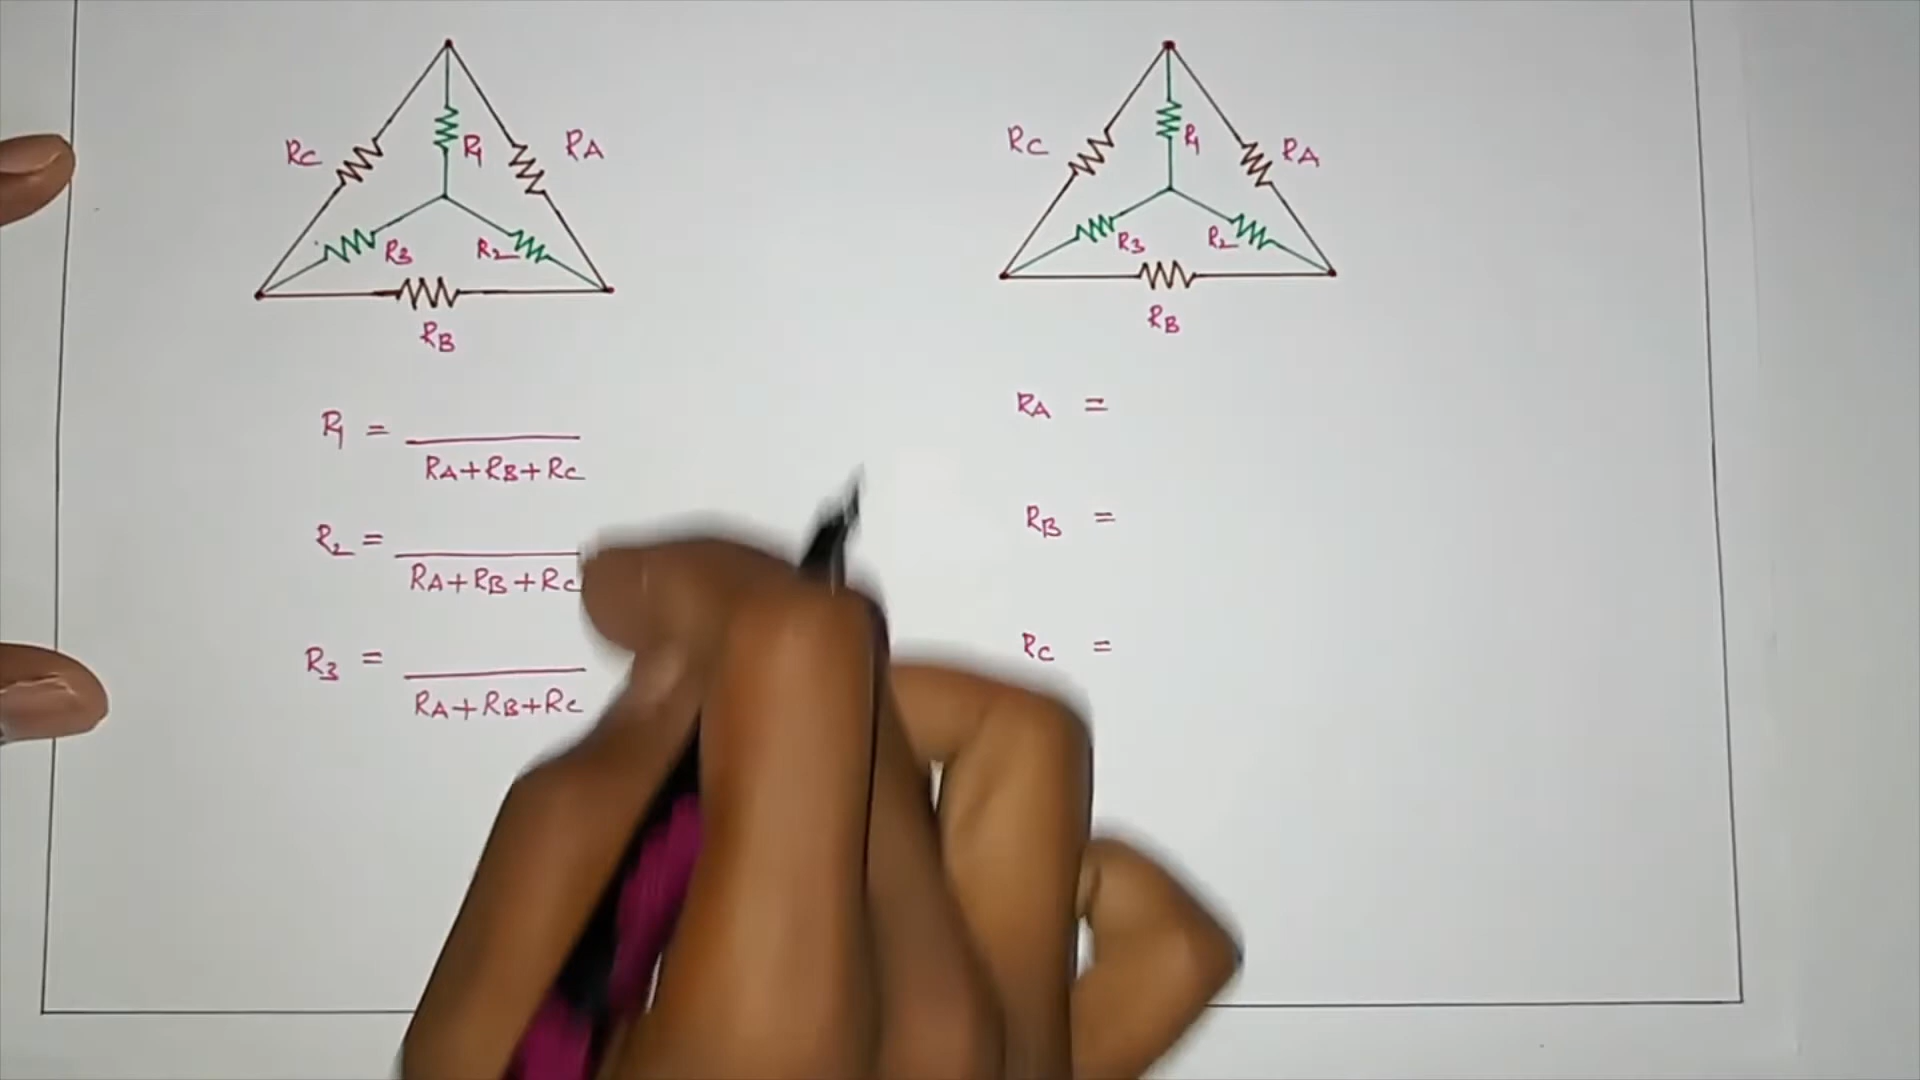 RC R1 RA
R3 R2
RB
R1 = 
RA+RB+RC
R2 =
RA+RB+RC
R3 =
RA+RB+RC
RC R1 RA
R3 R2
RB
RA =
RB =
RC =